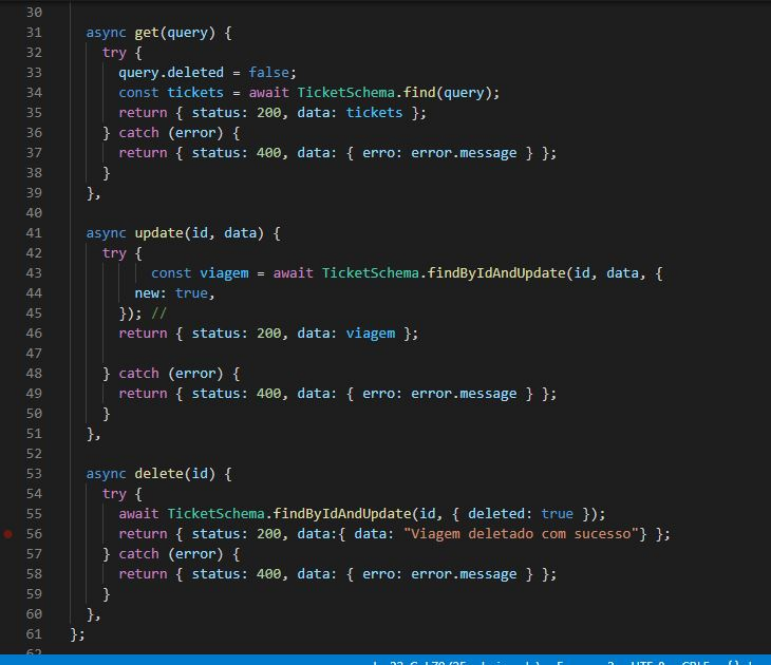 30
31 async get(query) {
32 try {
33 query.deleted = false;
34 const tickets = await TicketSchema.find(query);
35 return { status: 200, data: tickets };
36 } catch (error) {
37 return { status: 400, data: { erro: error.message } };
38 }
39 },
40
41 async update(id, data) {
42 try {
43 const viagem = await TicketSchema.findByIdAndUpdate(id, data, {
44 new: true,
45 }); //
46 return { status: 200, data: viagem };
47
48 } catch (error) {
49 return { status: 400, data: { erro: error.message } };
50 }
51 },
52
53 async delete(id) {
54 try {
55 await TicketSchema.findByIdAndUpdate(id, { deleted: true });
56 return { status: 200, data:{ data: "Viagem deletado com sucesso"} };
57 } catch (error) {
58 return { status: 400, data: { erro: error.message } };
59 }
60 },
61 };
62